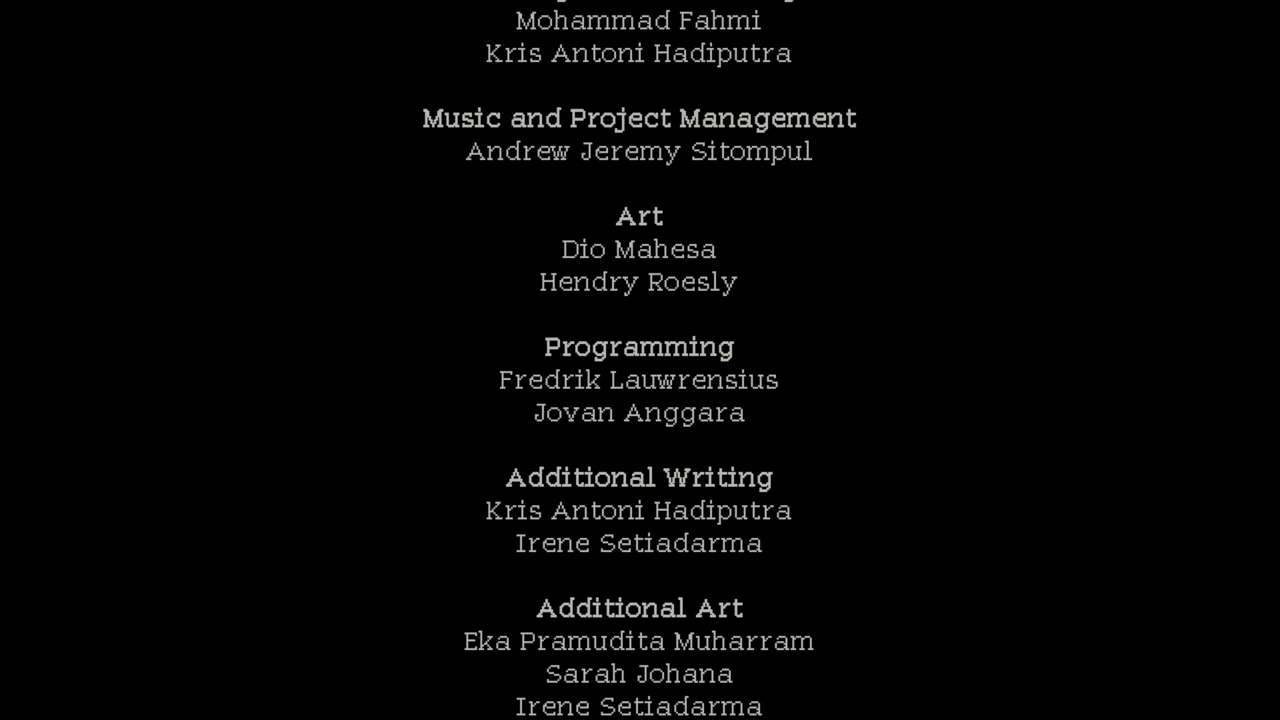 Mohammad Fahmi
Kris Antoni Hadiputra
Music and Project Management
Andrew Jeremy Sitompul
Art
Dio Mahesa
Hendry Roesly
Programming
Fredrik Lauwrensius
Jovan Anggara
Additional Writing
Kris Antoni Hadiputra
Irene Setiadarma
Additional Art
Eka Pramudita Muharram
Sarah Johana
Irene Setiadarma